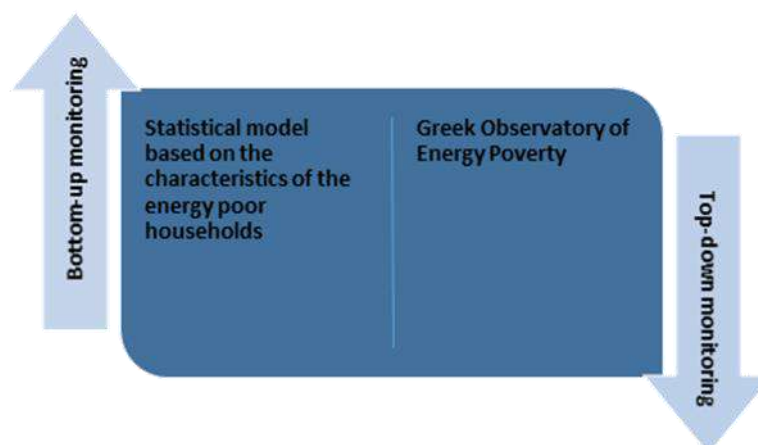 Bottom-up monitoring
Statistical model
based on the
characteristics of the
energy poor
households
Greek Observatory of
Energy Poverty
Top-down monitoring